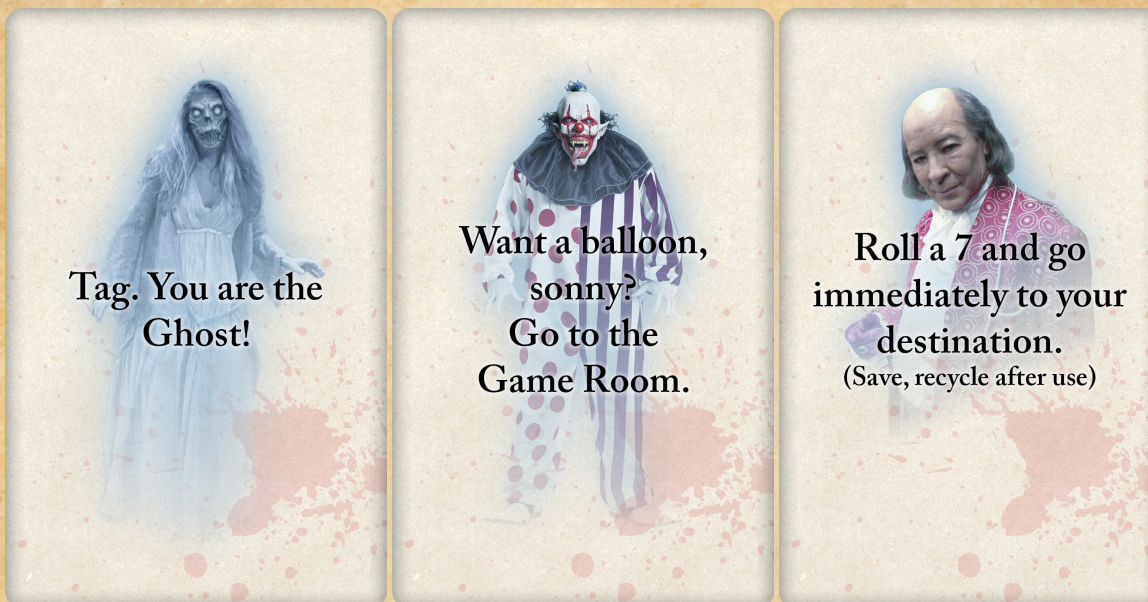 Tag. You are the
Ghost!
Want a balloon,
sonny?
Go to the
Game Room.
Roll a 7 and go
immediately to your
destination.
(Save, recycle after use)